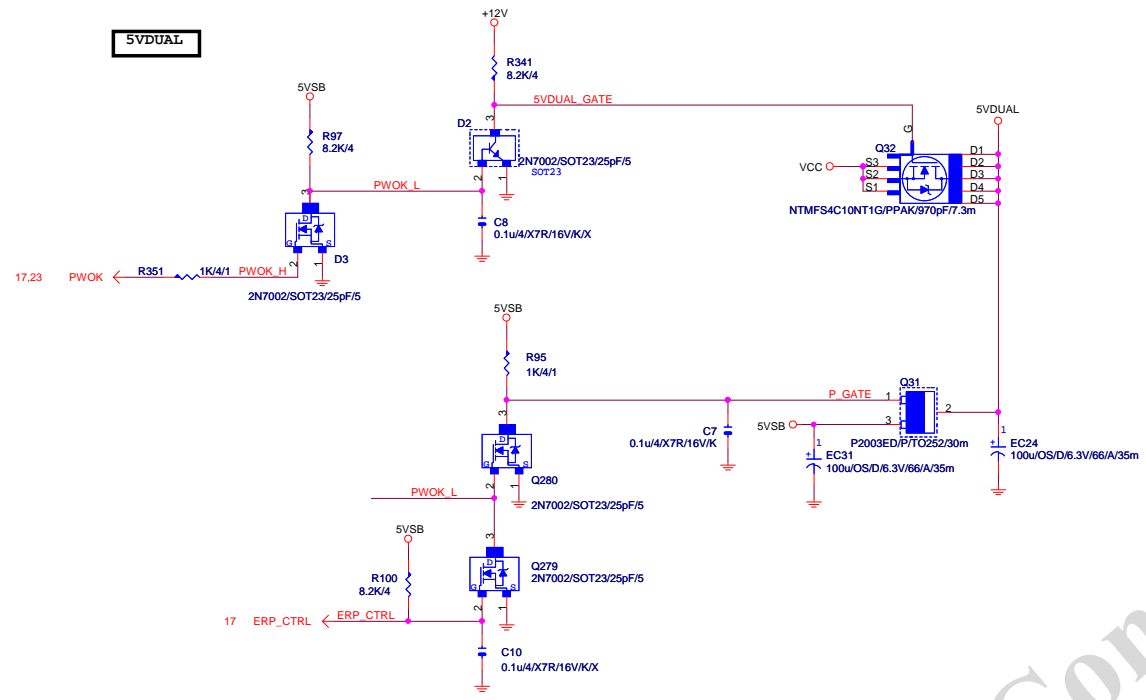 5VDUAL
+12V
R341
8.2K/4
5VSB
5VDUAL_GATE
5VDUAL
R97
8.2K/4
3
D2
2N7002/SOT23/25pF/5
SOT23
2
1
G
Q32
VCC
S3
S2
S1
D1
D2
D3
D4
D5
NTMFS4C10NT1G/PPAK/970pF/7.3m
PWOK_L
3
D
G
S
D3
2
1
C8
0.1u/4/X7R/16V/K/X
17,23
PWOK
R351
1K/4/1
PWOK_H
2N7002/SOT23/25pF/5
5VSB
R95
1K/4/1
P_GATE
Q31
1
3
2
5VSB
P2003ED/P/TO252/30m
C7
0.1u/4/X7R/16V/K
+
1
EC31
100u/OS/D/6.3V/66/A/35m
+
1
EC24
100u/OS/D/6.3V/66/A/35m
3
D
G
S
Q280
2
1
2N7002/SOT23/25pF/5
PWOK_L
5VSB
R100
8.2K/4
3
D
G
S
Q279
2N7002/SOT23/25pF/5
2
1
17
ERP_CTRL
ERP_CTRL
C10
0.1u/4/X7R/16V/K/X